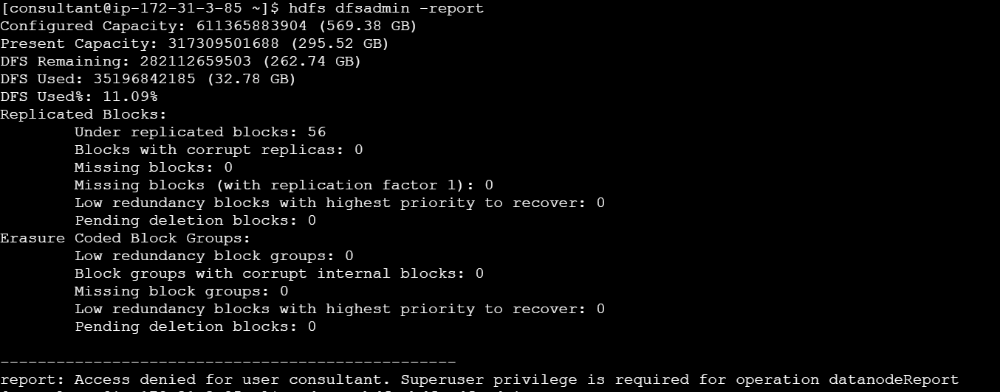 [consultant@ip-172-31-3-85 ~]$ hdfs dfsadmin -report
Configured Capacity: 611365883904 (569.38 GB)
Present Capacity: 317309501688 (295.52 GB)
DFS Remaining: 282112659503 (262.74 GB)
DFS Used: 35196842185 (32.78 GB)
DFS Used%: 11.09%
Replicated Blocks:
Under replicated blocks: 56
Blocks with corrupt replicas: 0
Missing blocks: 0
Missing blocks (with replication factor 1): 0
Low redundancy blocks with highest priority to recover: 0
Pending deletion blocks: 0
Erasure Coded Block Groups:
Low redundancy block groups: 0
Block groups with corrupt internal blocks: 0
Missing block groups: 0
Low redundancy blocks with highest priority to recover: 0
Pending deletion blocks: 0
-------------------------------------------------
report: Access denied for user consultant. Superuser privilege is required for operation datanodeReport